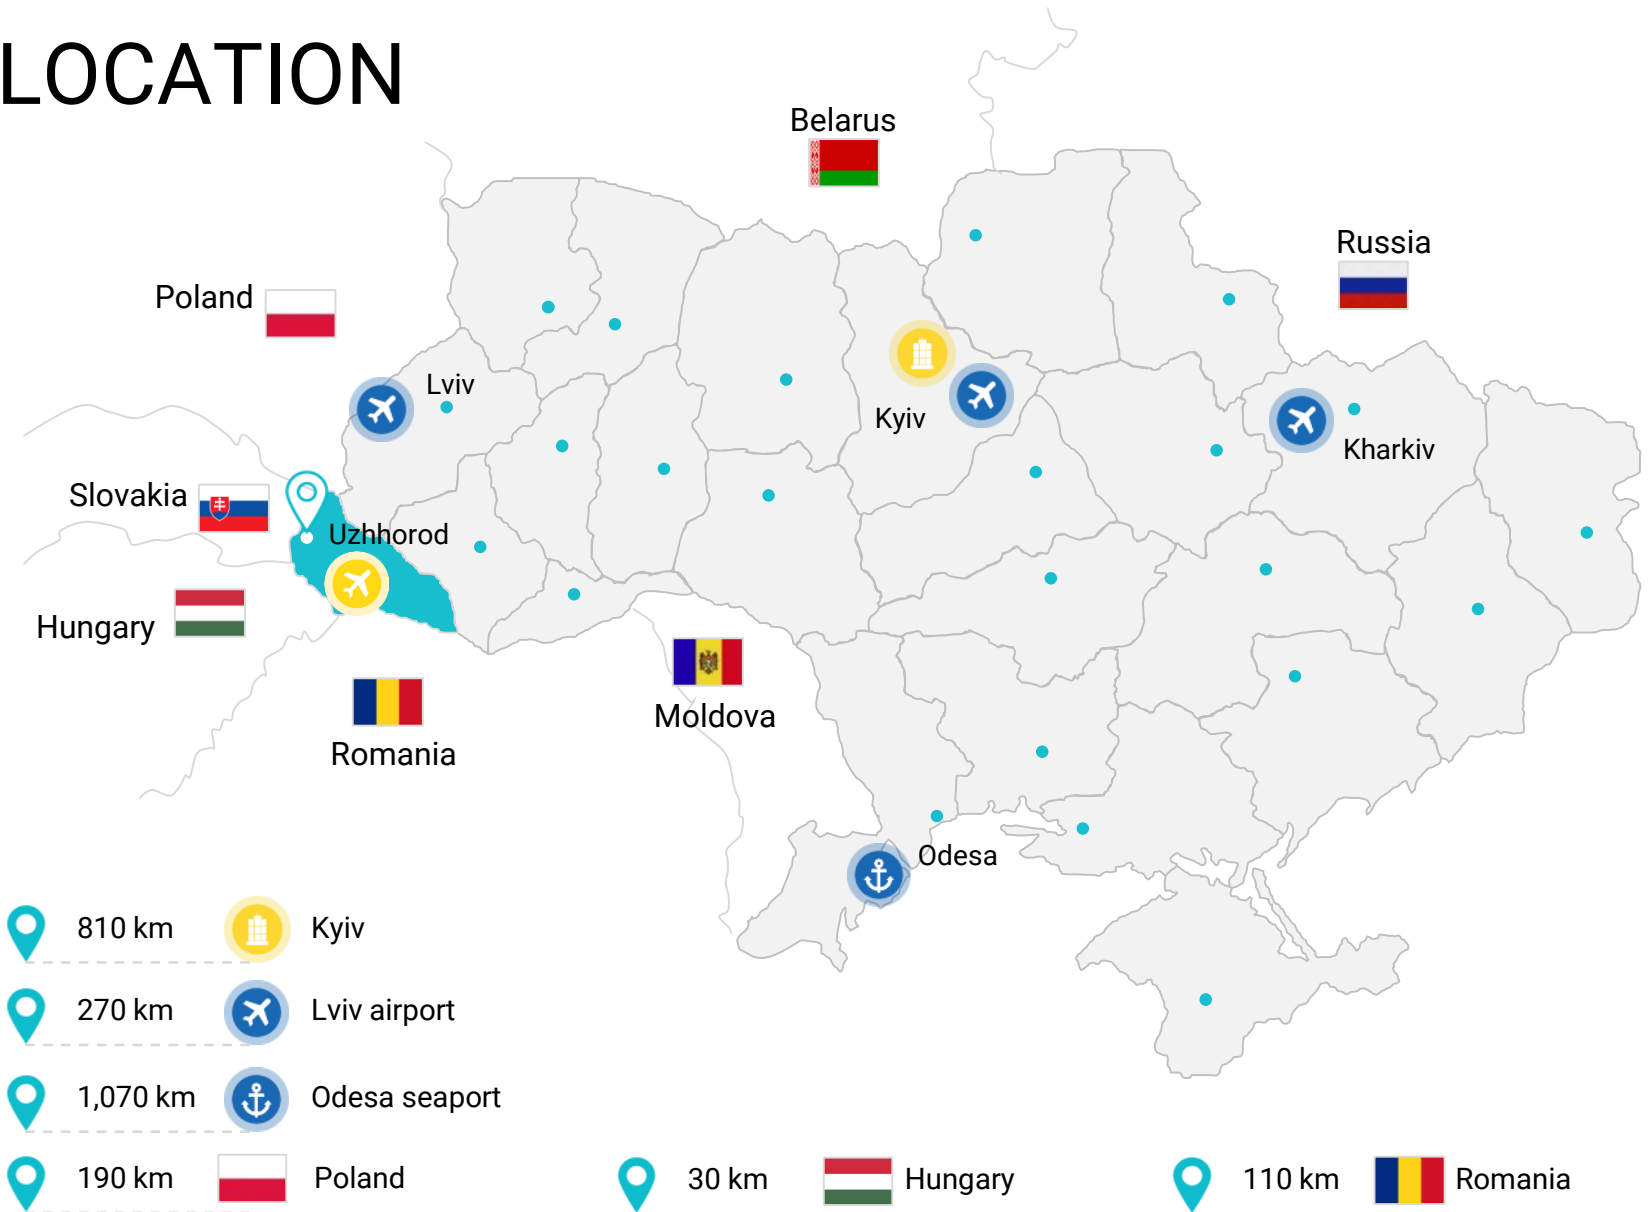 LOCATION
Belarus
Russia
Poland
Lviv
Kyiv
Kharkiv
Slovakia
Uzhhorod
Hungary
Moldova
Romania
Odesa
810 km Kyiv
270 km Lviv airport
1,070 km Odesa seaport
190 km Poland
30 km Hungary
110 km Romania